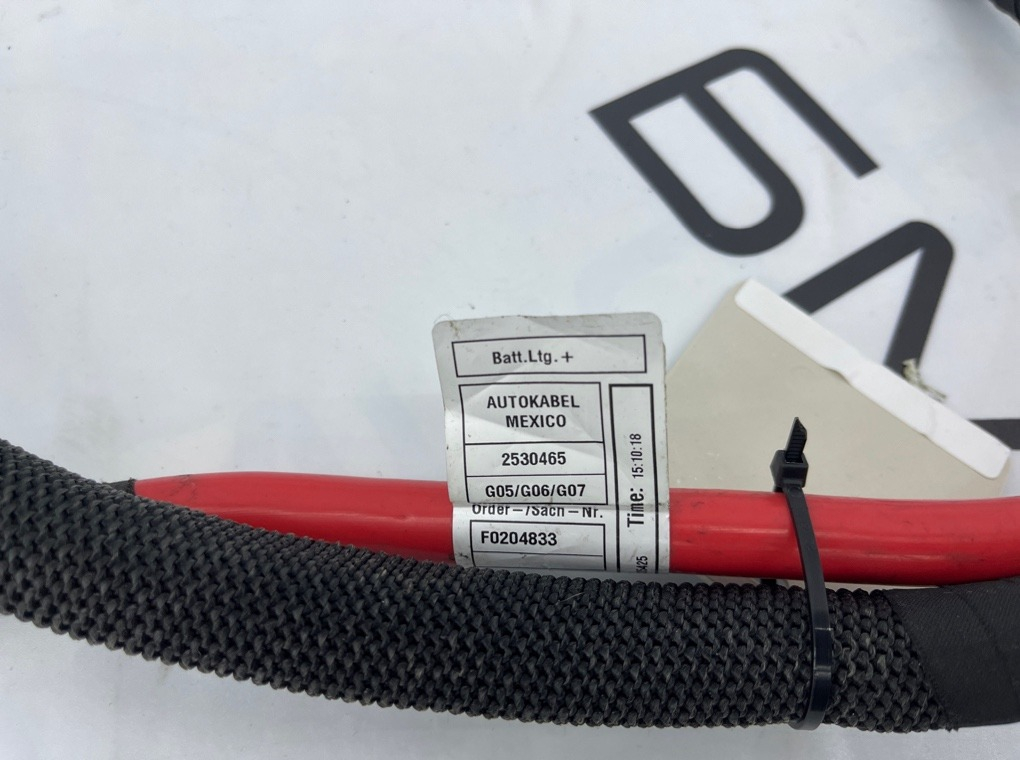 Batt.Ltg.+
AUTOKABEL
MEXICO
2530465
G05/G06/G07
Order-/Sach-Nr.
F0204833
Time: 15:10:18